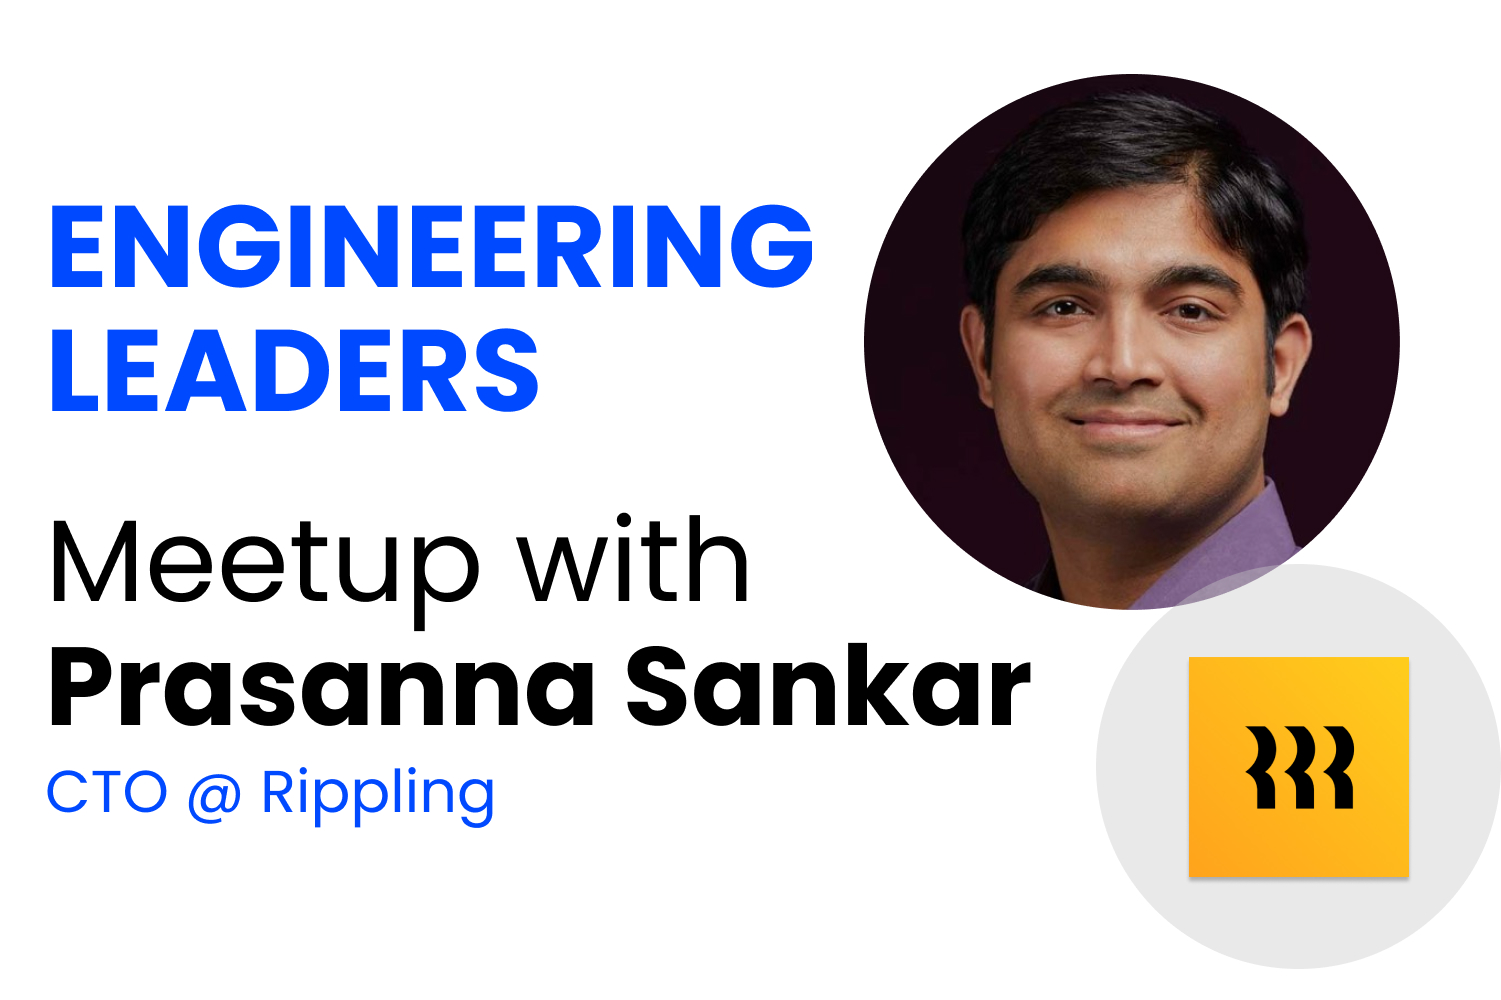 ENGINEERING
LEADERS
Meetup with
Prasanna Sankar
CTO @ Rippling